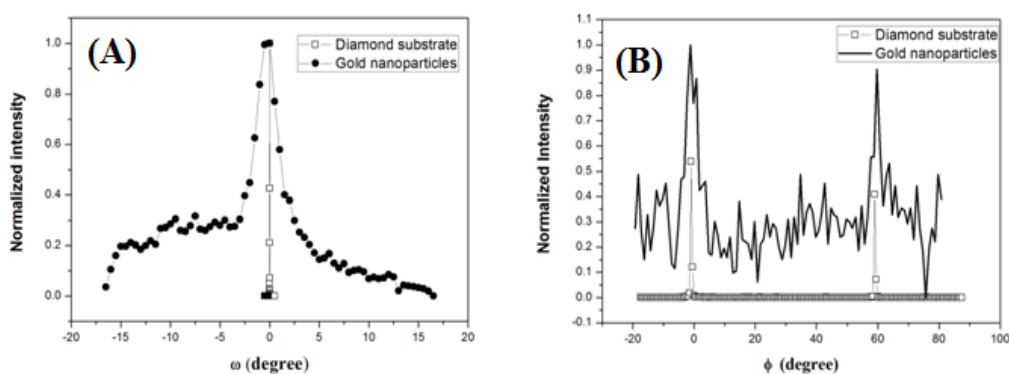 (A)
Diamond substrate
Gold nanoparticles
Normalized intensity
1.0
0.8
0.6
0.4
0.2
0.0
-20 -15 -10 -5 0 5 10 15 20
ω (degree)
(B)
Diamond substrate
Gold nanoparticles
Normalized Intensity
1.1
1.0
0.9
0.8
0.7
0.6
0.5
0.4
0.3
0.2
0.1
0.0
-0.1
-20 0 20 40 60 80 100
ϕ (degree)